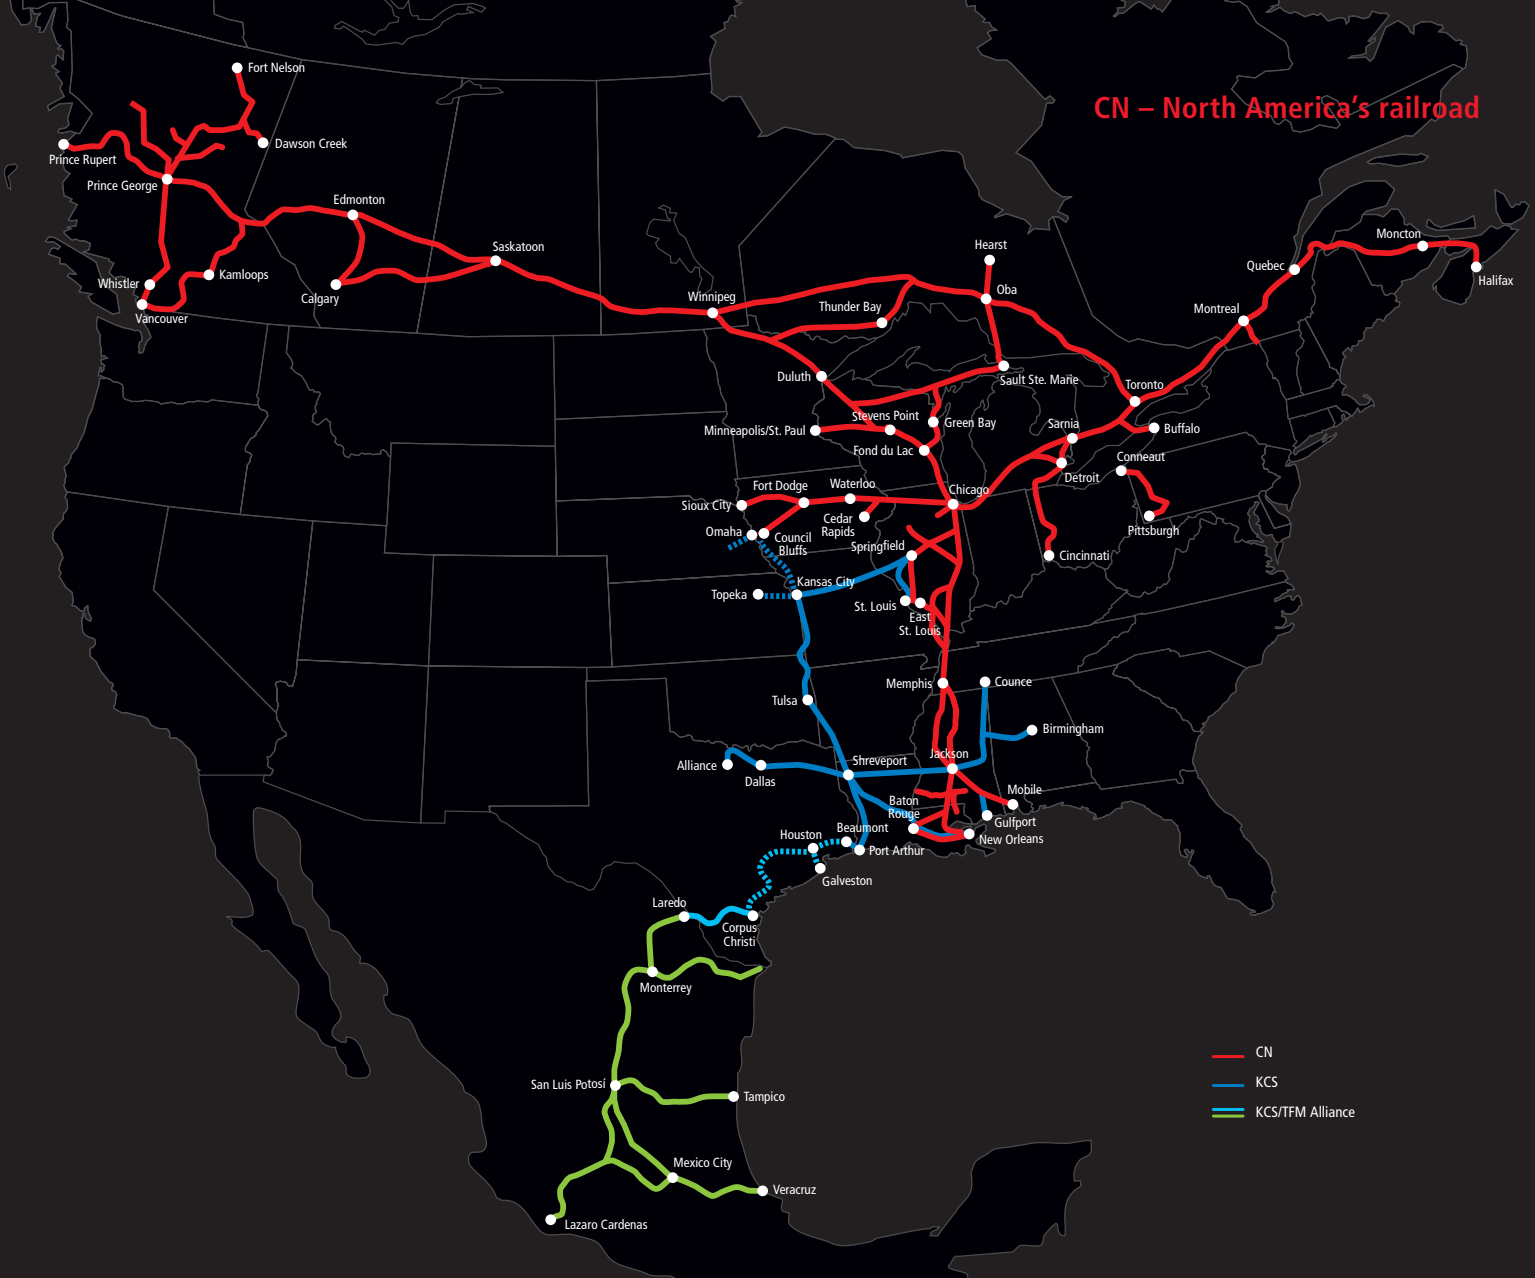 Fort Nelson
CN – North America's railroad
Dawson Creek
Prince Rupert
Prince George
Edmonton
Saskatoon
Hearst
Moncton
Quebec
Whistler
Kamloops
Calgary
Halifax
Winnipeg
Oba
Thunder Bay
Montreal
Vancouver
Duluth
Sault Ste. Marie
Toronto
Stevens Point
Minneapolis/St. Paul
Green Bay
Sarnia
Buffalo
Fond du Lac
Conneaut
Detroit
Fort Dodge
Waterloo
Chicago
Sioux City
Cedar
Rapids
Omaha
Council
Bluffs
Pittsburgh
Springfield
Cincinnati
Kansas City
Topeka
St. Louis
East
St. Louis
Memphis
Counce
Tulsa
Birmingham
Jackson
Shreveport
Alliance
Dallas
Mobile
Baton
Rouge
Gulfport
Beaumont
Houston
New Orleans
Port Arthur
Galveston
Laredo
Corpus
Christi
Monterrey
CN
KCS
KCS/TFM Alliance
San Luis Potosí
Tampico
Mexico City
Veracruz
Lazaro Cardenas